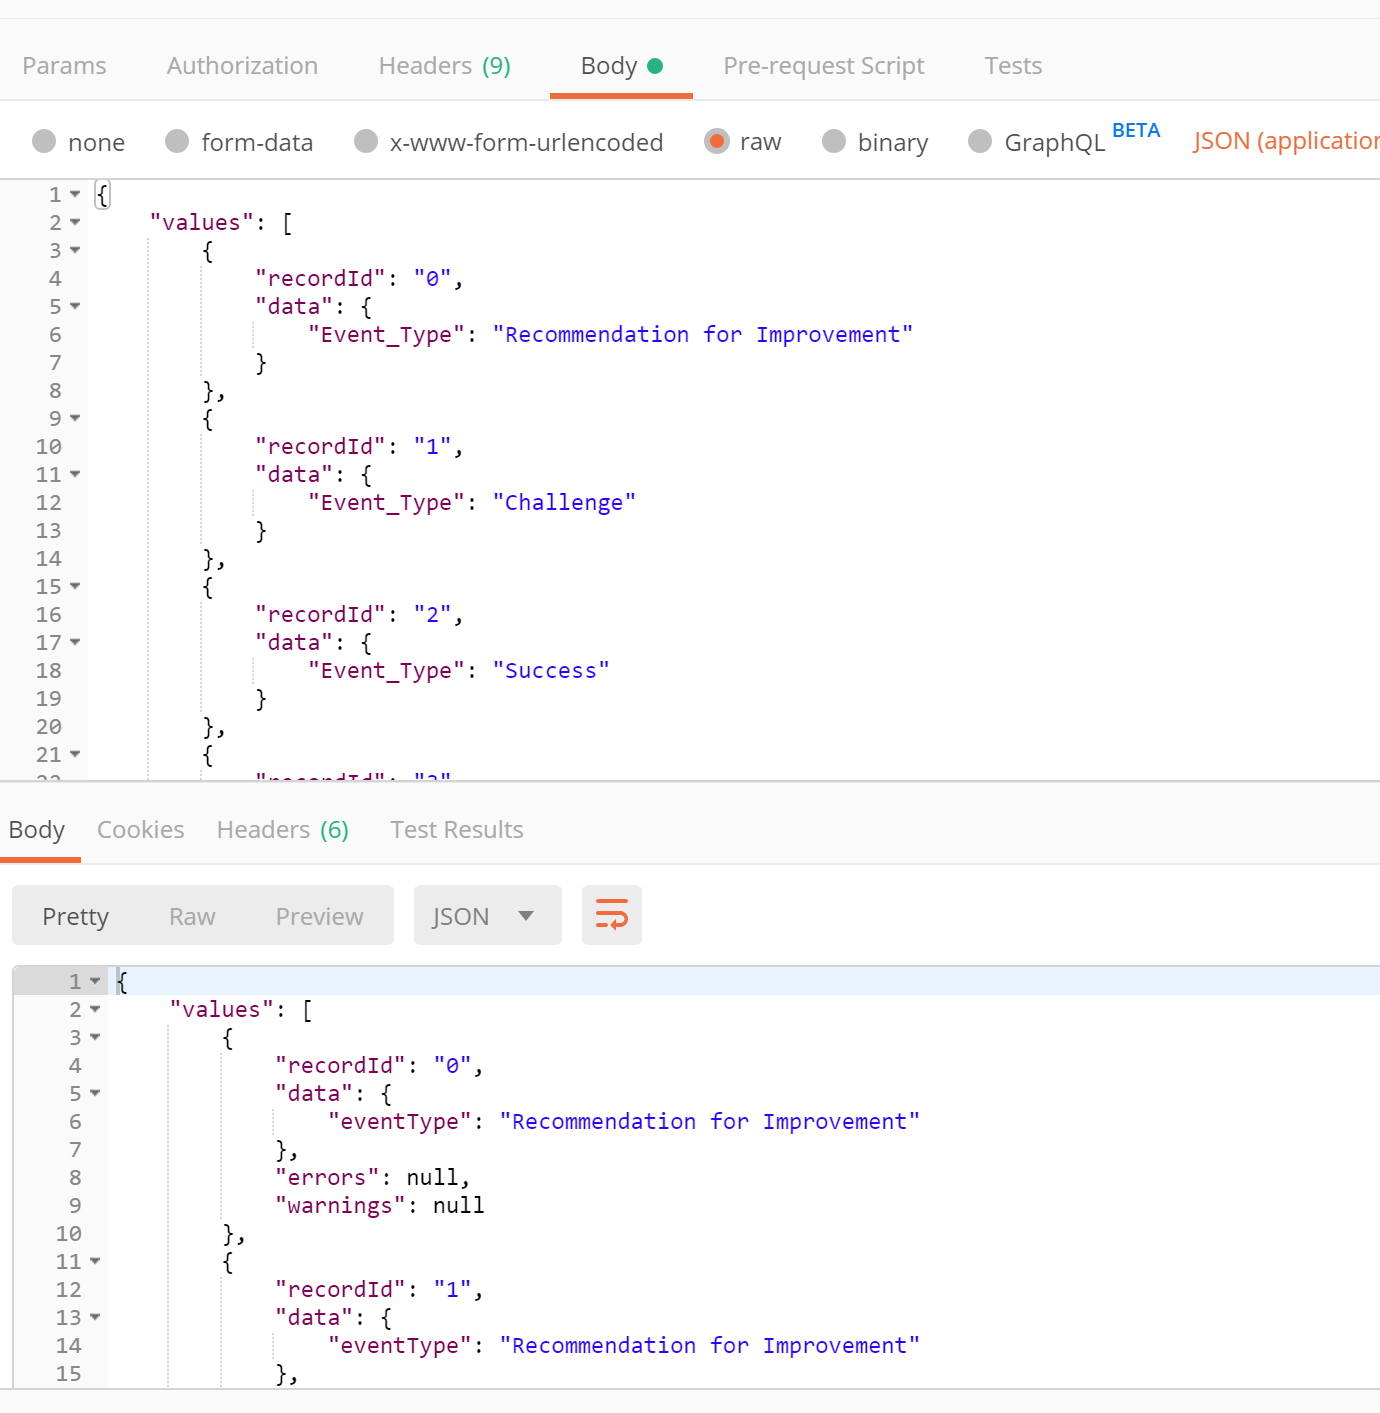 Params Authorization Headers (9) Body Pre-request Script Tests
none form-data x-www-form-urlencoded raw binary GraphQL BETA JSON (application
1 {
2 "values": [
3 {
4 "recordId": "0",
5 "data": {
6 "Event_Type": "Recommendation for Improvement"
7 }
8 },
9 {
10 "recordId": "1",
11 "data": {
12 "Event_Type": "Challenge"
13 }
14 },
15 {
16 "recordId": "2",
17 "data": {
18 "Event_Type": "Success"
19 }
20 },
21 {
22 "recordId": "3"
Body Cookies Headers (6) Test Results
Pretty Raw Preview JSON
1 {
2 "values": [
3 {
4 "recordId": "0",
5 "data": {
6 "eventType": "Recommendation for Improvement"
7 },
8 "errors": null,
9 "warnings": null
10 },
11 {
12 "recordId": "1",
13 "data": {
14 "eventType": "Recommendation for Improvement"
15 },